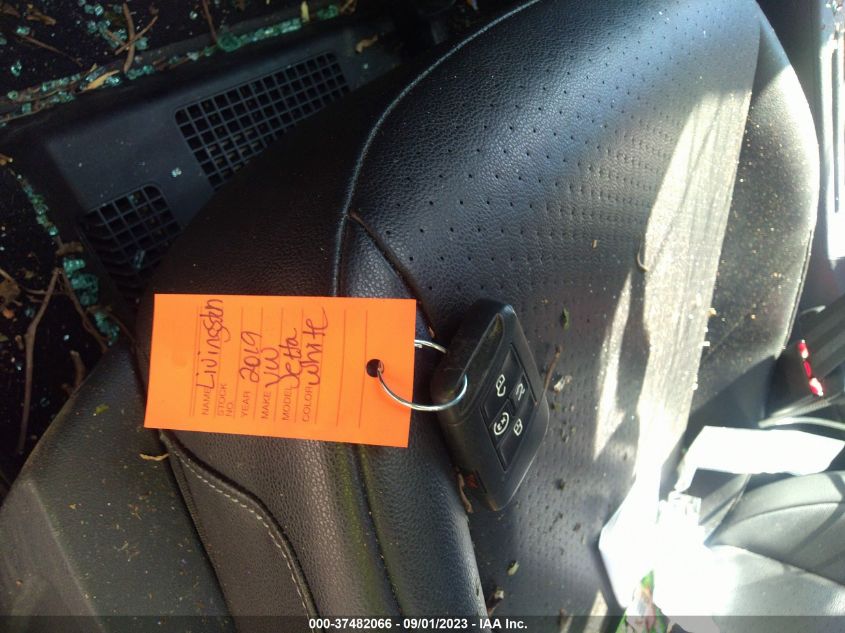 NAME Livingston
STOCK NO.
YEAR 2019
MAKE VW
MODEL Jetta
COLOR white
000-37482066 - 09/01/2023 - IAA Inc.